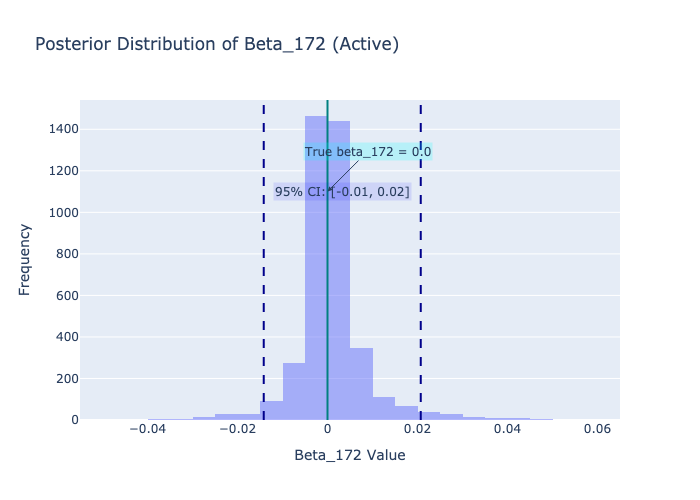 Posterior Distribution of Beta_172 (Active)
1400
1200
1000
800
600
400
200
0
Frequency
True beta_172 = 0.0
95% CI: [-0.01, 0.02]
−0.04
−0.02
0
0.02
0.04
0.06
Beta_172 Value